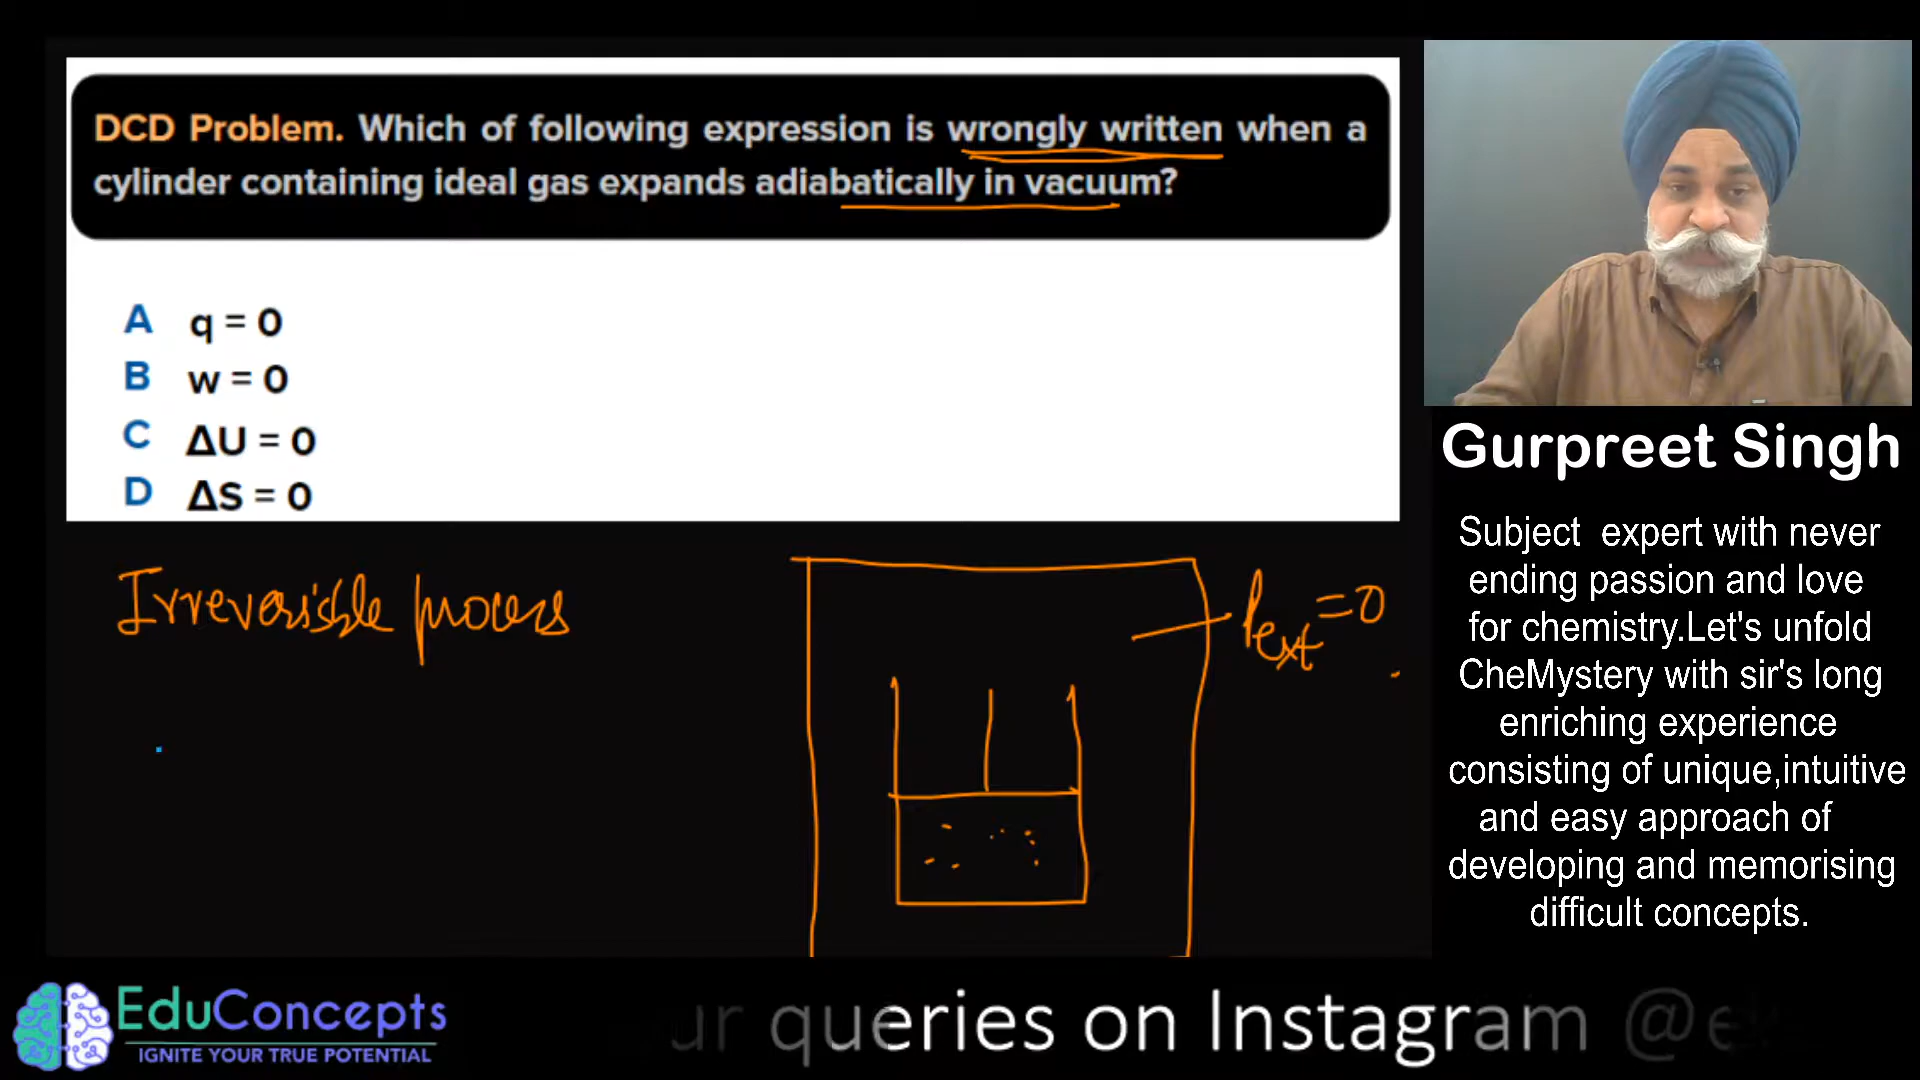 DCD Problem. Which of following expression is wrongly written when a
cylinder containing ideal gas expands adiabatically in vacuum?
A q = 0
B w = 0
C ΔU = 0
D ΔS = 0
Irreversible process
Pext = 0
Gurpreet Singh
Subject expert with never
ending passion and love
for chemistry.Let's unfold
CheMystery with sir's long
enriching experience
consisting of unique,intuitive
and easy approach of
developing and memorising
difficult concepts.
EduConcepts
IGNITE YOUR TRUE POTENTIAL
ur queries on Instagram @e